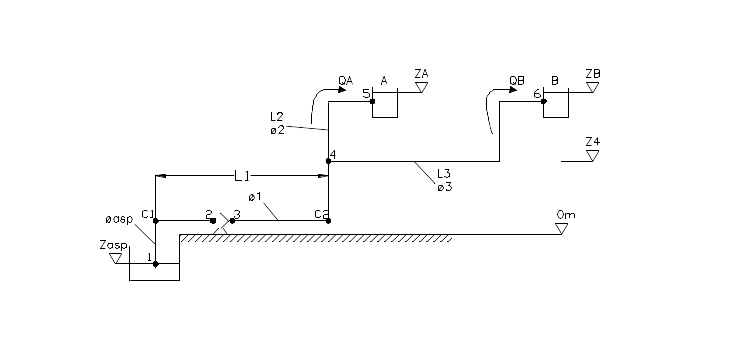 QA A ZA QB B ZB
5 6
L2
ø2
4 Z4
L1 L3
ø3
ø1
C1 2 3 C2 0m
øasp
Zasp
1